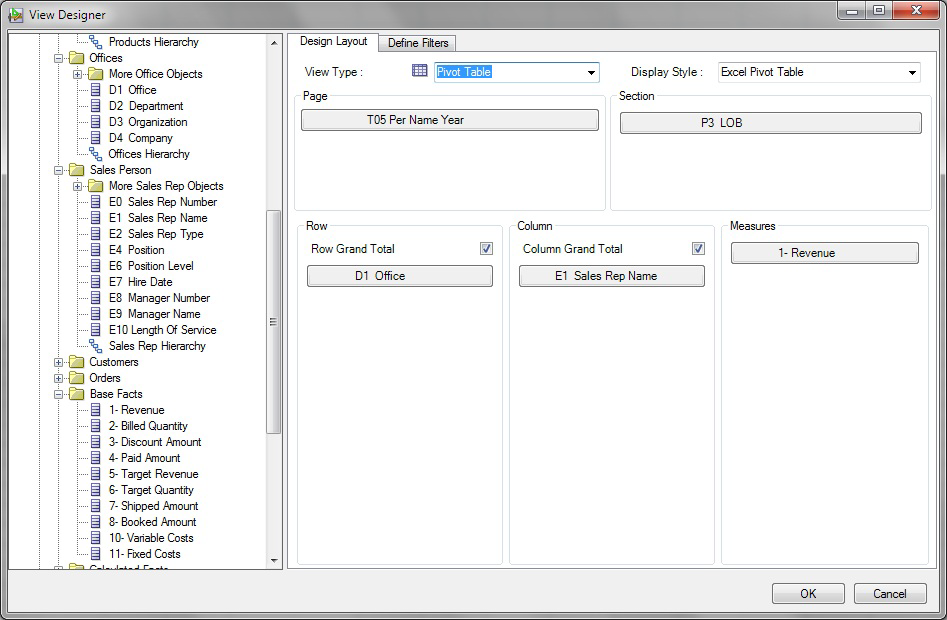 View Designer
Products Hierarchy
Offices
More Office Objects
D1 Office
D2 Department
D3 Organization
D4 Company
Offices Hierarchy
Sales Person
More Sales Rep Objects
E0 Sales Rep Number
E1 Sales Rep Name
E2 Sales Rep Type
E4 Position
E6 Position Level
E7 Hire Date
E8 Manager Number
E9 Manager Name
E10 Length Of Service
Sales Rep Hierarchy
Customers
Orders
Base Facts
1- Revenue
2- Billed Quantity
3- Discount Amount
4- Paid Amount
5- Target Revenue
6- Target Quantity
7- Shipped Amount
8- Booked Amount
10- Variable Costs
11- Fixed Costs
Calculated Facts
Design Layout Define Filters
View Type : Pivot Table Display Style : Excel Pivot Table
Page
T05 Per Name Year
Section
P3 LOB
Row
Row Grand Total
D1 Office
Column
Column Grand Total
E1 Sales Rep Name
Measures
1- Revenue
OK Cancel